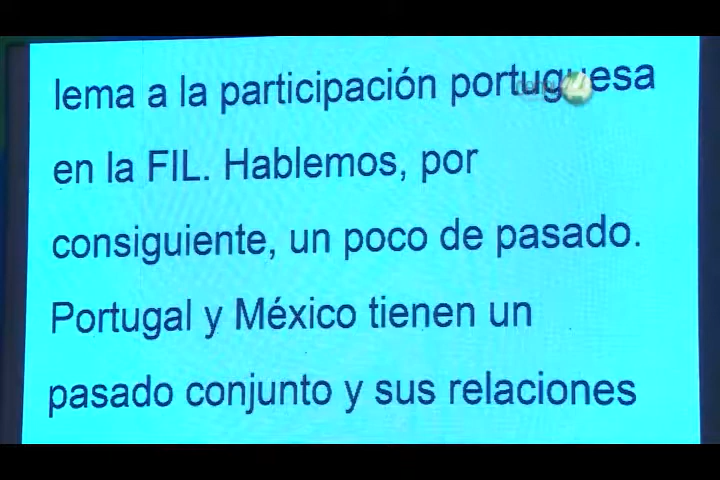 lema a la participación portuguesa
en la FIL. Hablemos, por
consiguiente, un poco de pasado.
Portugal y México tienen un
pasado conjunto y sus relaciones